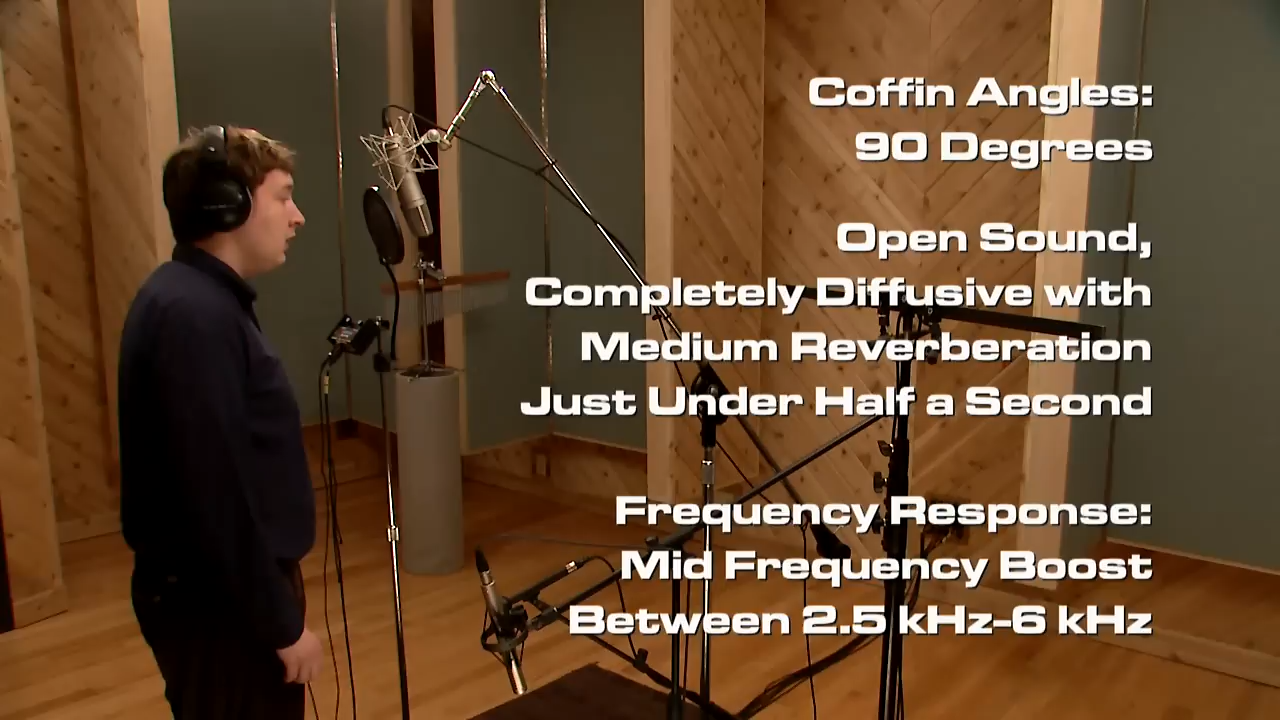 Coffin Angles:
90 Degrees
Open Sound,
Completely Diffusive with
Medium Reverberation
Just Under Half a Second
Frequency Response:
Mid Frequency Boost
Between 2.5 kHz-6 kHz